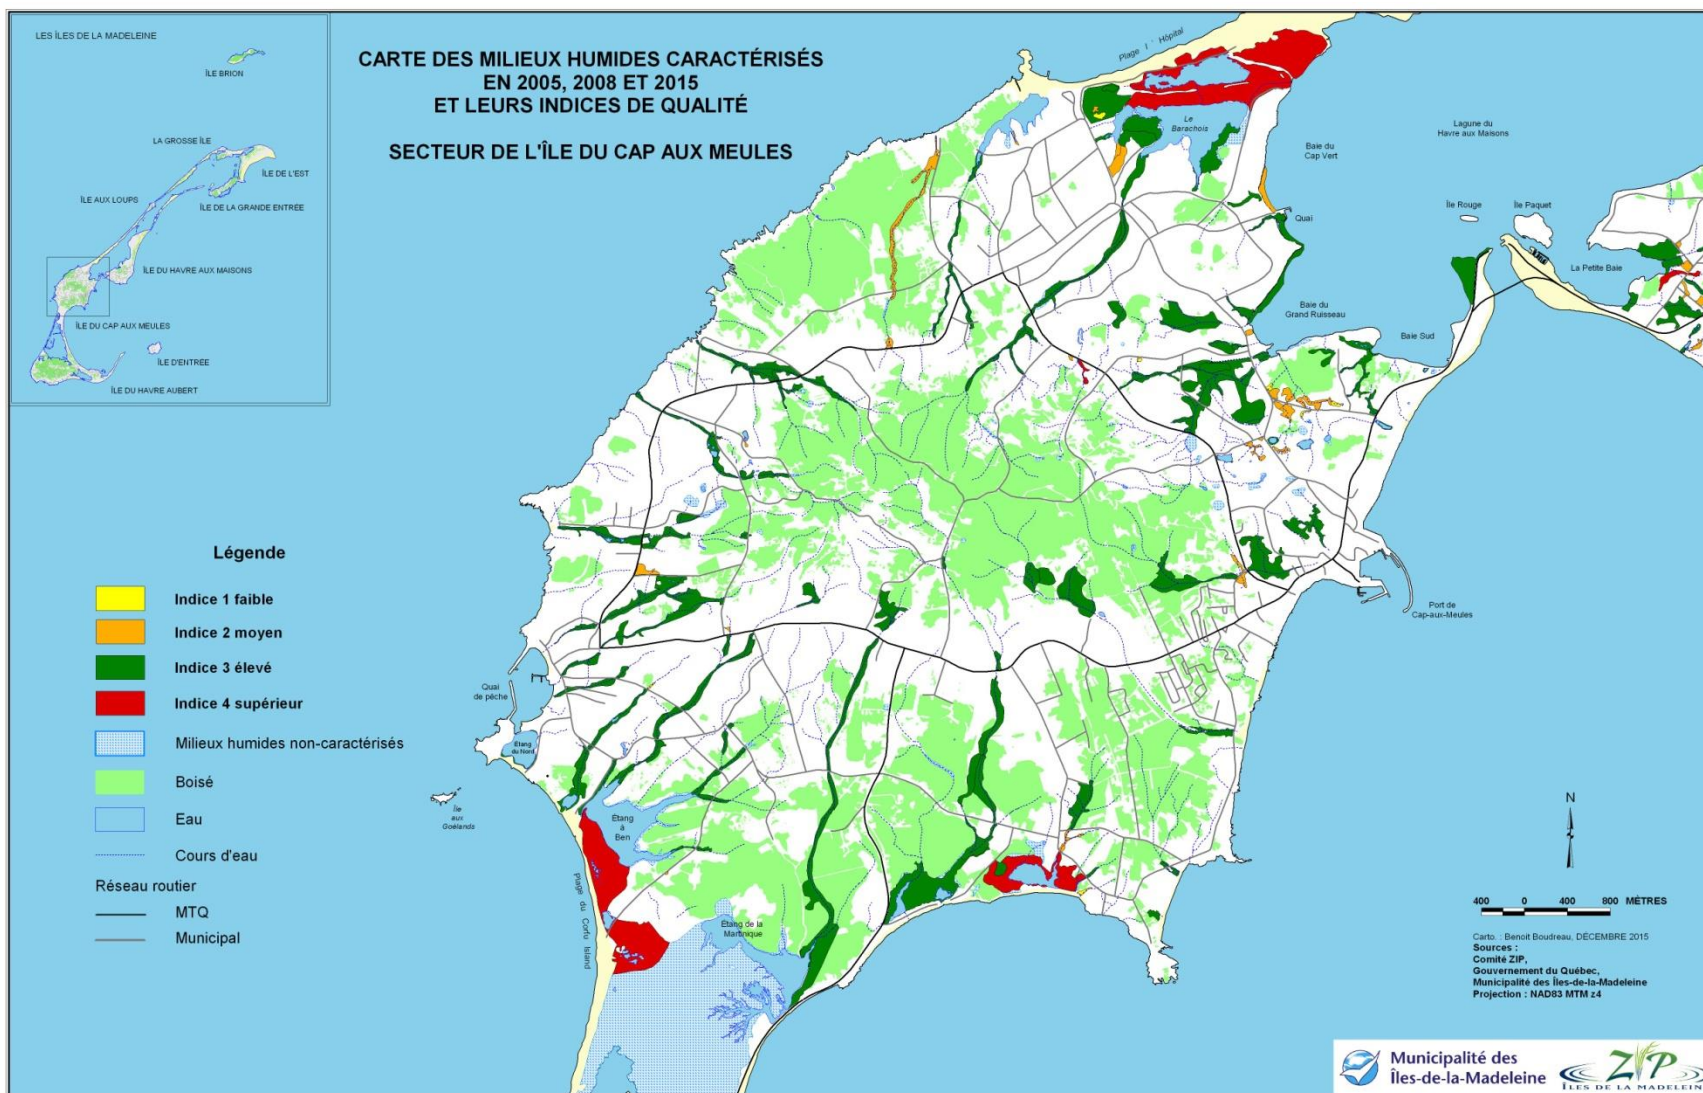 LES ÎLES DE LA MADELEINE
ÎLE BRION
LA GROSSE ÎLE
ÎLE DE L'EST
ÎLE AUX LOUPS
ÎLE DE LA GRANDE ENTRÉE
ÎLE DU HAVRE AUX MAISONS
ÎLE DU CAP AUX MEULES
ÎLE D'ENTRÉE
ÎLE DU HAVRE AUBERT
CARTE DES MILIEUX HUMIDES CARACTÉRISÉS
EN 2005, 2008 ET 2015
ET LEURS INDICES DE QUALITÉ
SECTEUR DE L'ÎLE DU CAP AUX MEULES
Plage l'Hôpital
Le
Barachois
Lagune du
Havre aux Maisons
Baie du
Cap Vert
Quai
Île Rouge
Île Paquet
La Petite Baie
Baie du
Grand Ruisseau
Baie Sud
Port de
Cap-aux-Meules
Quai
de pêche
Étang
du Nord
Île
aux
Goélands
Étang
à
Ben
Plage du Corfu Island
Étang de la
Martinique
Légende
Indice 1 faible
Indice 2 moyen
Indice 3 élevé
Indice 4 supérieur
Milieux humides non-caractérisés
Boisé
Eau
Cours d'eau
Réseau routier
MTQ
Municipal
N
400 0 400 800 MÈTRES
Carto. : Benoit Boudreau, DÉCEMBRE 2015
Sources :
Comité ZIP,
Gouvernement du Québec,
Municipalité des Îles-de-la-Madeleine
Projection : NAD83 MTM z4
Municipalité des
Îles-de-la-Madeleine
ZIP
ÎLES DE LA MADELEINE